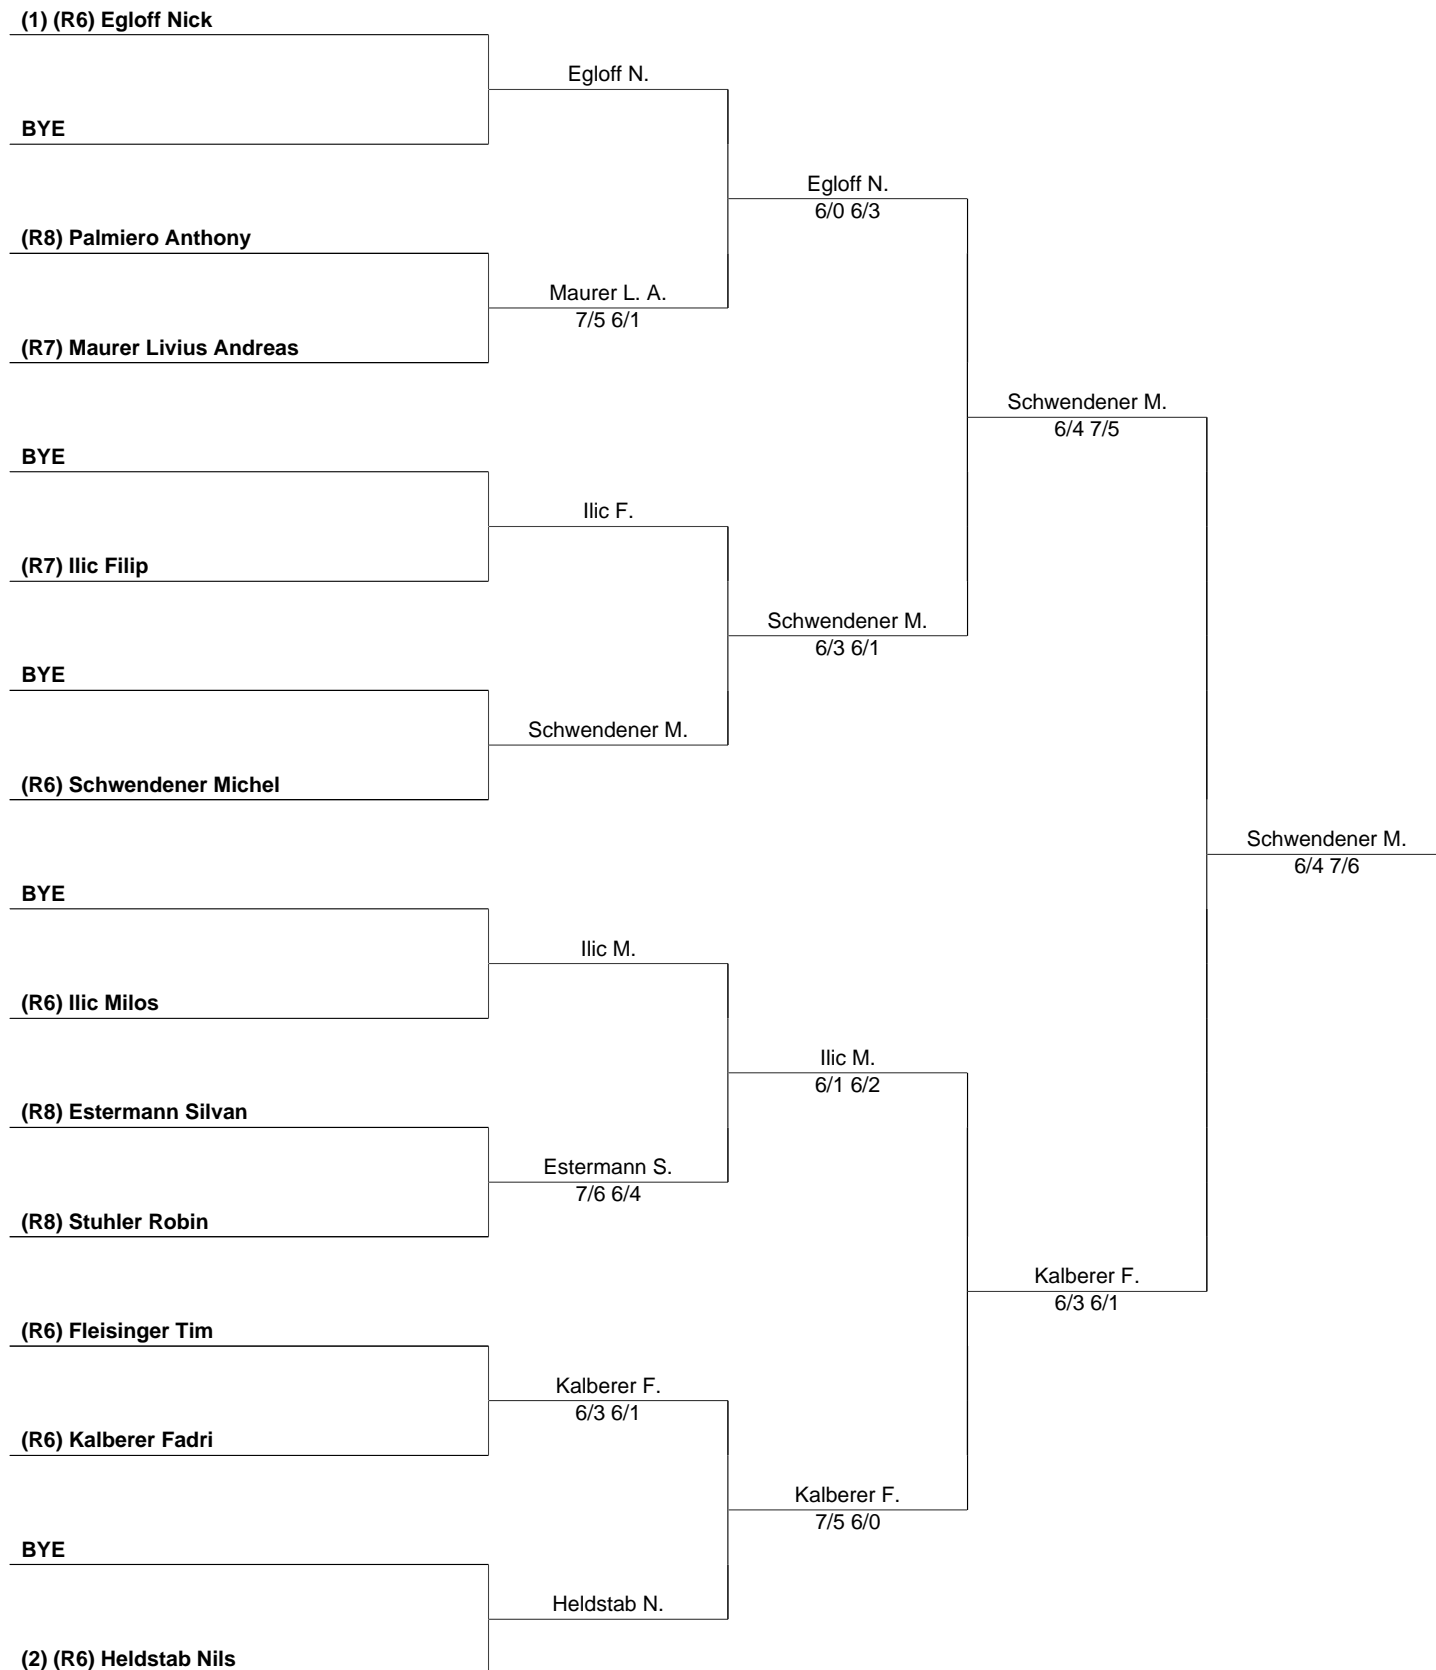 (1) (R6) Egloff Nick
Egloff N.
BYE
Egloff N.
6/0 6/3
(R8) Palmiero Anthony
Maurer L. A.
7/5 6/1
(R7) Maurer Livius Andreas
Schwendener M.
6/4 7/5
BYE
Ilic F.
(R7) Ilic Filip
Schwendener M.
6/3 6/1
BYE
Schwendener M.
(R6) Schwendener Michel
Schwendener M.
6/4 7/6
BYE
Ilic M.
(R6) Ilic Milos
Ilic M.
6/1 6/2
(R8) Estermann Silvan
Estermann S.
7/6 6/4
(R8) Stuhler Robin
Kalberer F.
6/3 6/1
(R6) Fleisinger Tim
Kalberer F.
6/3 6/1
(R6) Kalberer Fadri
Kalberer F.
7/5 6/0
BYE
Heldstab N.
(2) (R6) Heldstab Nils